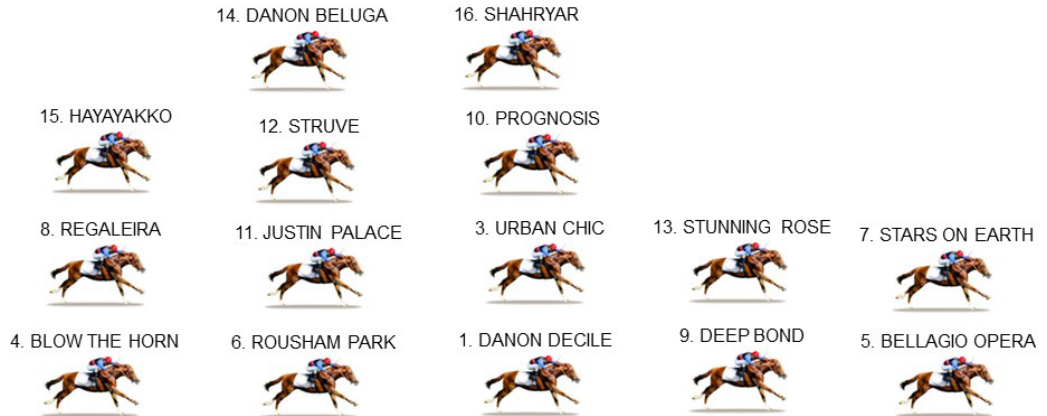 14. DANON BELUGA
16. SHAHRYAR
15. HAYAYAKKO
12. STRUVE
10. PROGNOSIS
8. REGALEIRA
11. JUSTIN PALACE
3. URBAN CHIC
13. STUNNING ROSE
7. STARS ON EARTH
4. BLOW THE HORN
6. ROUSHAM PARK
1. DANON DECILE
9. DEEP BOND
5. BELLAGIO OPERA